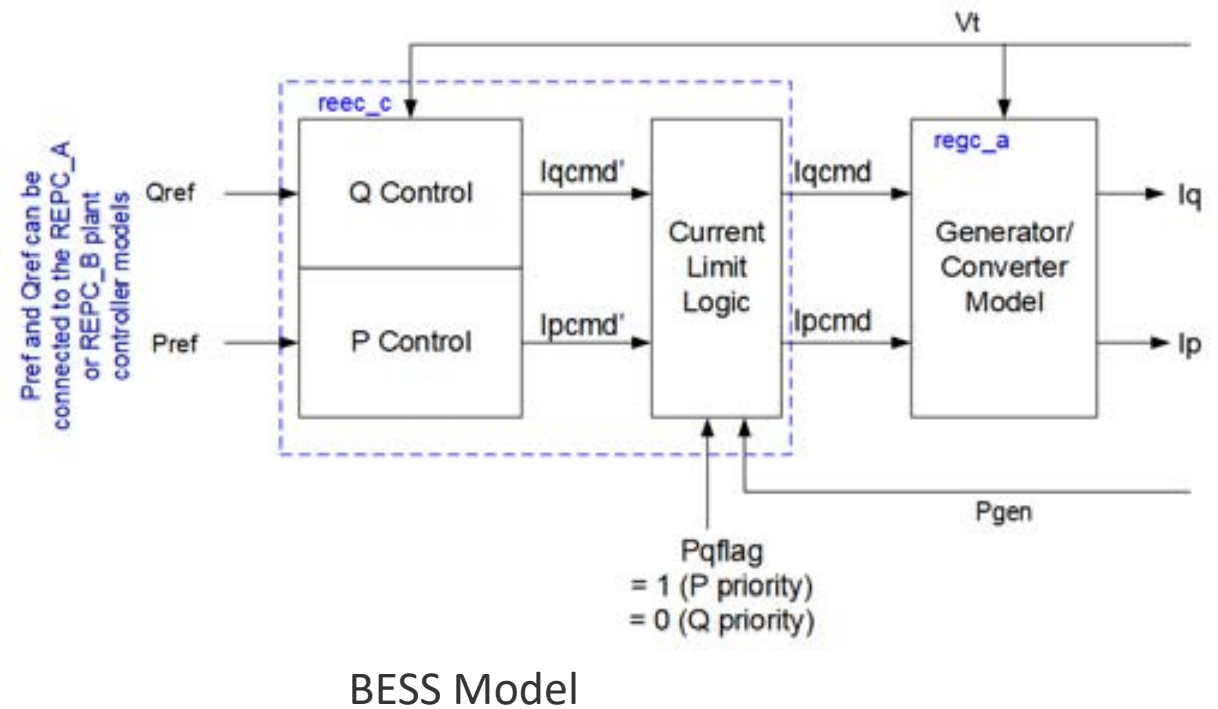 Vt
reec_c
regc_a
Pref and Qref can be
connected to the REPC_A
or REPC_B plant
controller models
Qref
Q Control
Iqcmd'
Iqcmd
Iq
Current
Limit
Logic
Generator/
Converter
Model
Pref
P Control
Ipcmd'
Ipcmd
Ip
Pgen
Pqflag
= 1 (P priority)
= 0 (Q priority)
BESS Model